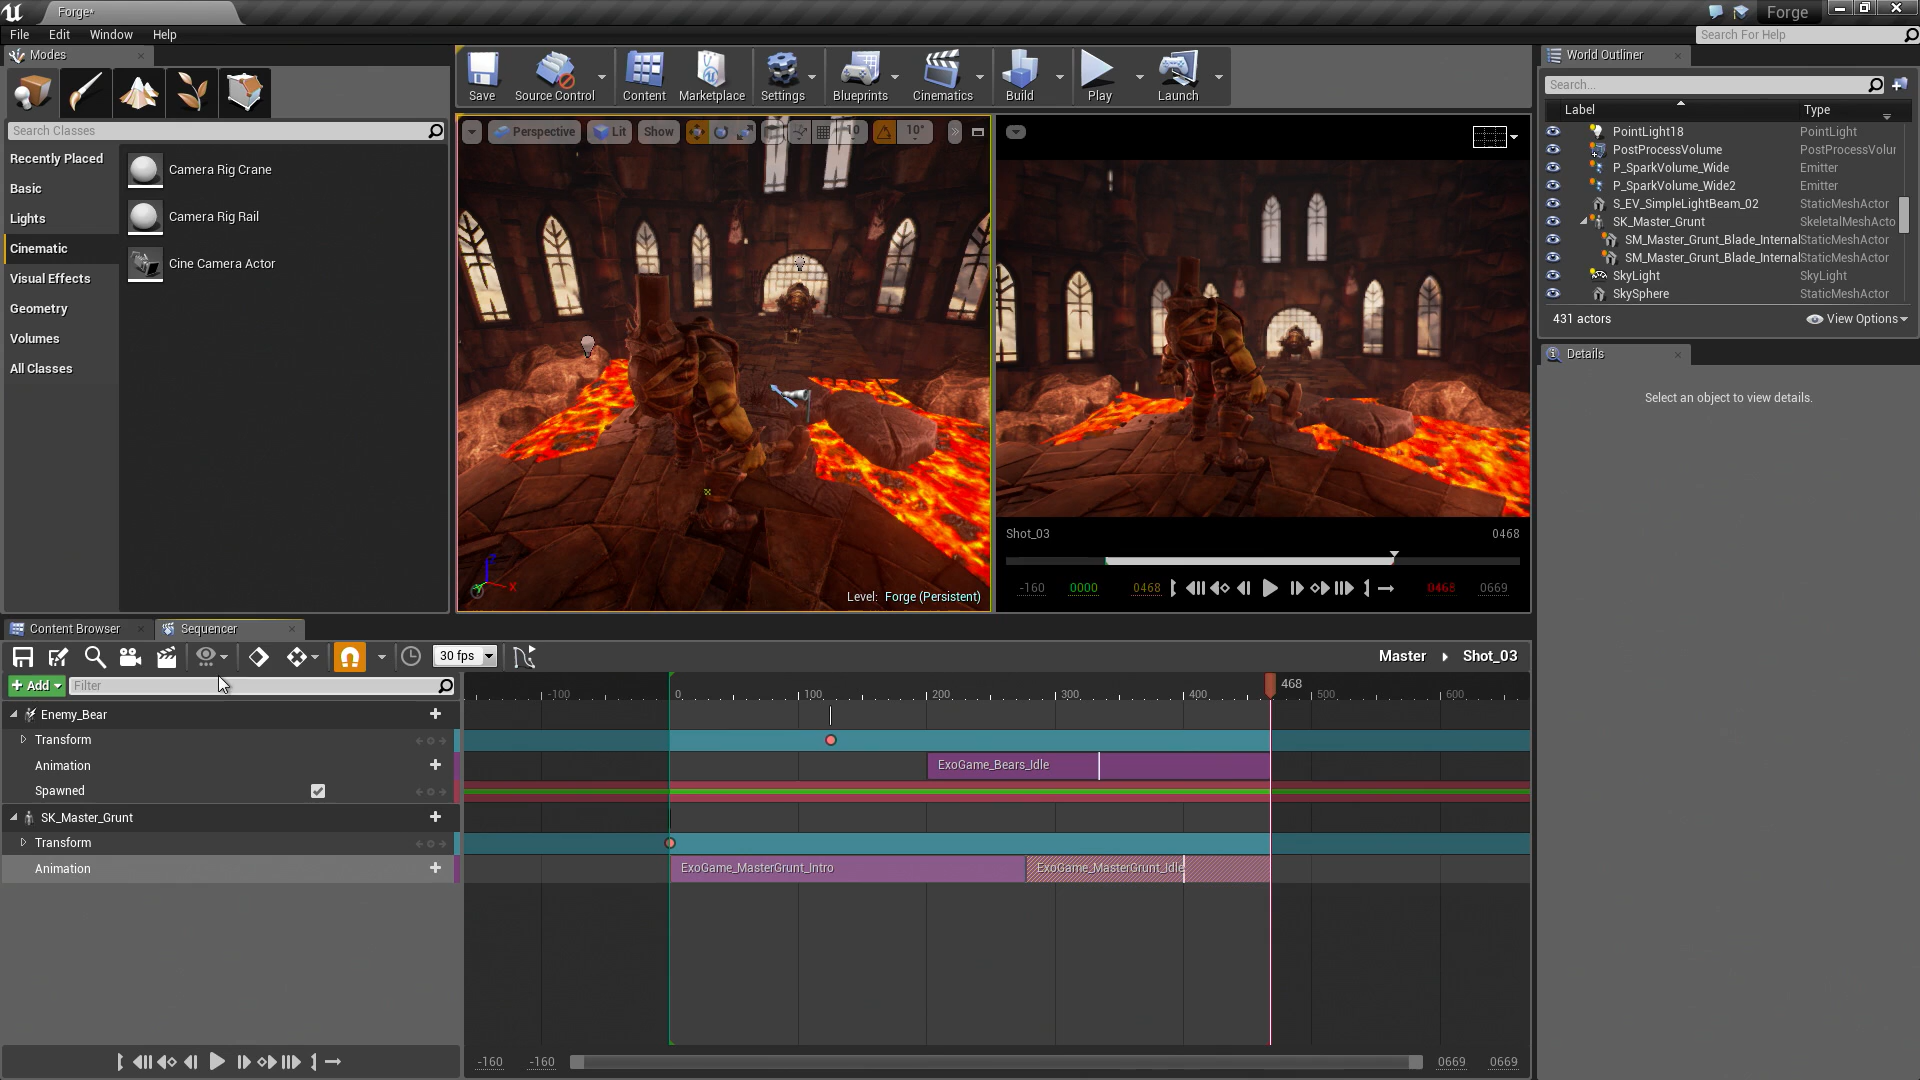 Forge*
Forge
File Edit Window Help
Search For Help
Modes
Search Classes
Recently Placed
Basic
Lights
Cinematic
Visual Effects
Geometry
Volumes
All Classes
Camera Rig Crane
Camera Rig Rail
Cine Camera Actor
Save Source Control Content Marketplace Settings Blueprints Cinematics Build Play Launch
Perspective Lit Show 10 10°
Level: Forge (Persistent)
X
Shot_03 0468
-160 0000 0468 0468 0669
World Outliner
Search...
Label Type
PointLight18 PointLight
PostProcessVolume PostProcessVolur
P_SparkVolume_Wide Emitter
P_SparkVolume_Wide2 Emitter
S_EV_SimpleLightBeam_02 StaticMeshActor
SK_Master_Grunt SkeletalMeshActo
SM_Master_Grunt_Blade_Internal StaticMeshActor
SM_Master_Grunt_Blade_Internal StaticMeshActor
SkyLight SkyLight
SkySphere StaticMeshActor
431 actors View Options
Details
Select an object to view details.
Content Browser Sequencer
30 fps
Master Shot_03
+ Add Filter
-100 0 100 200 300 400 468 500 600
Enemy_Bear
Transform
Animation ExoGame_Bears_Idle
Spawned
SK_Master_Grunt
Transform
Animation ExoGame_MasterGrunt_Intro ExoGame_MasterGrunt_Idle
-160 -160 0669 0669